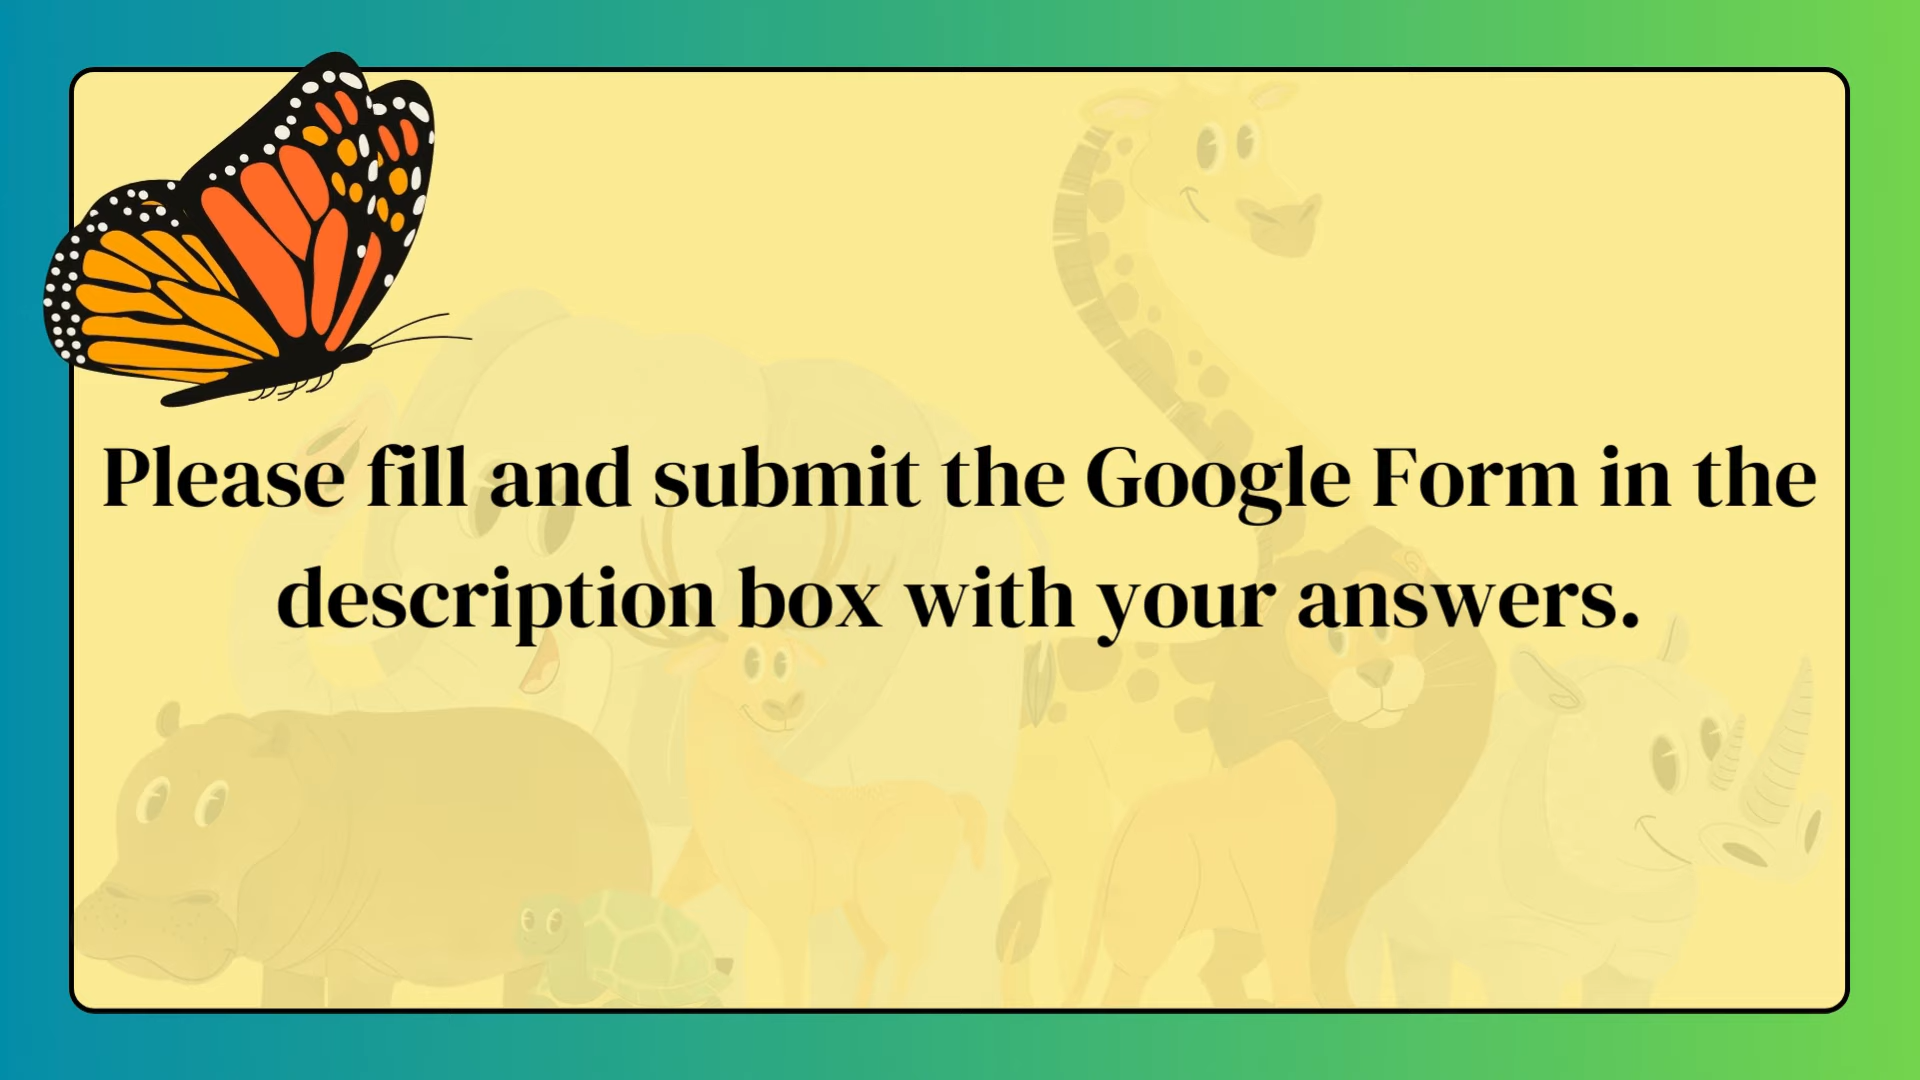 Please fill and submit the Google Form in the
description box with your answers.